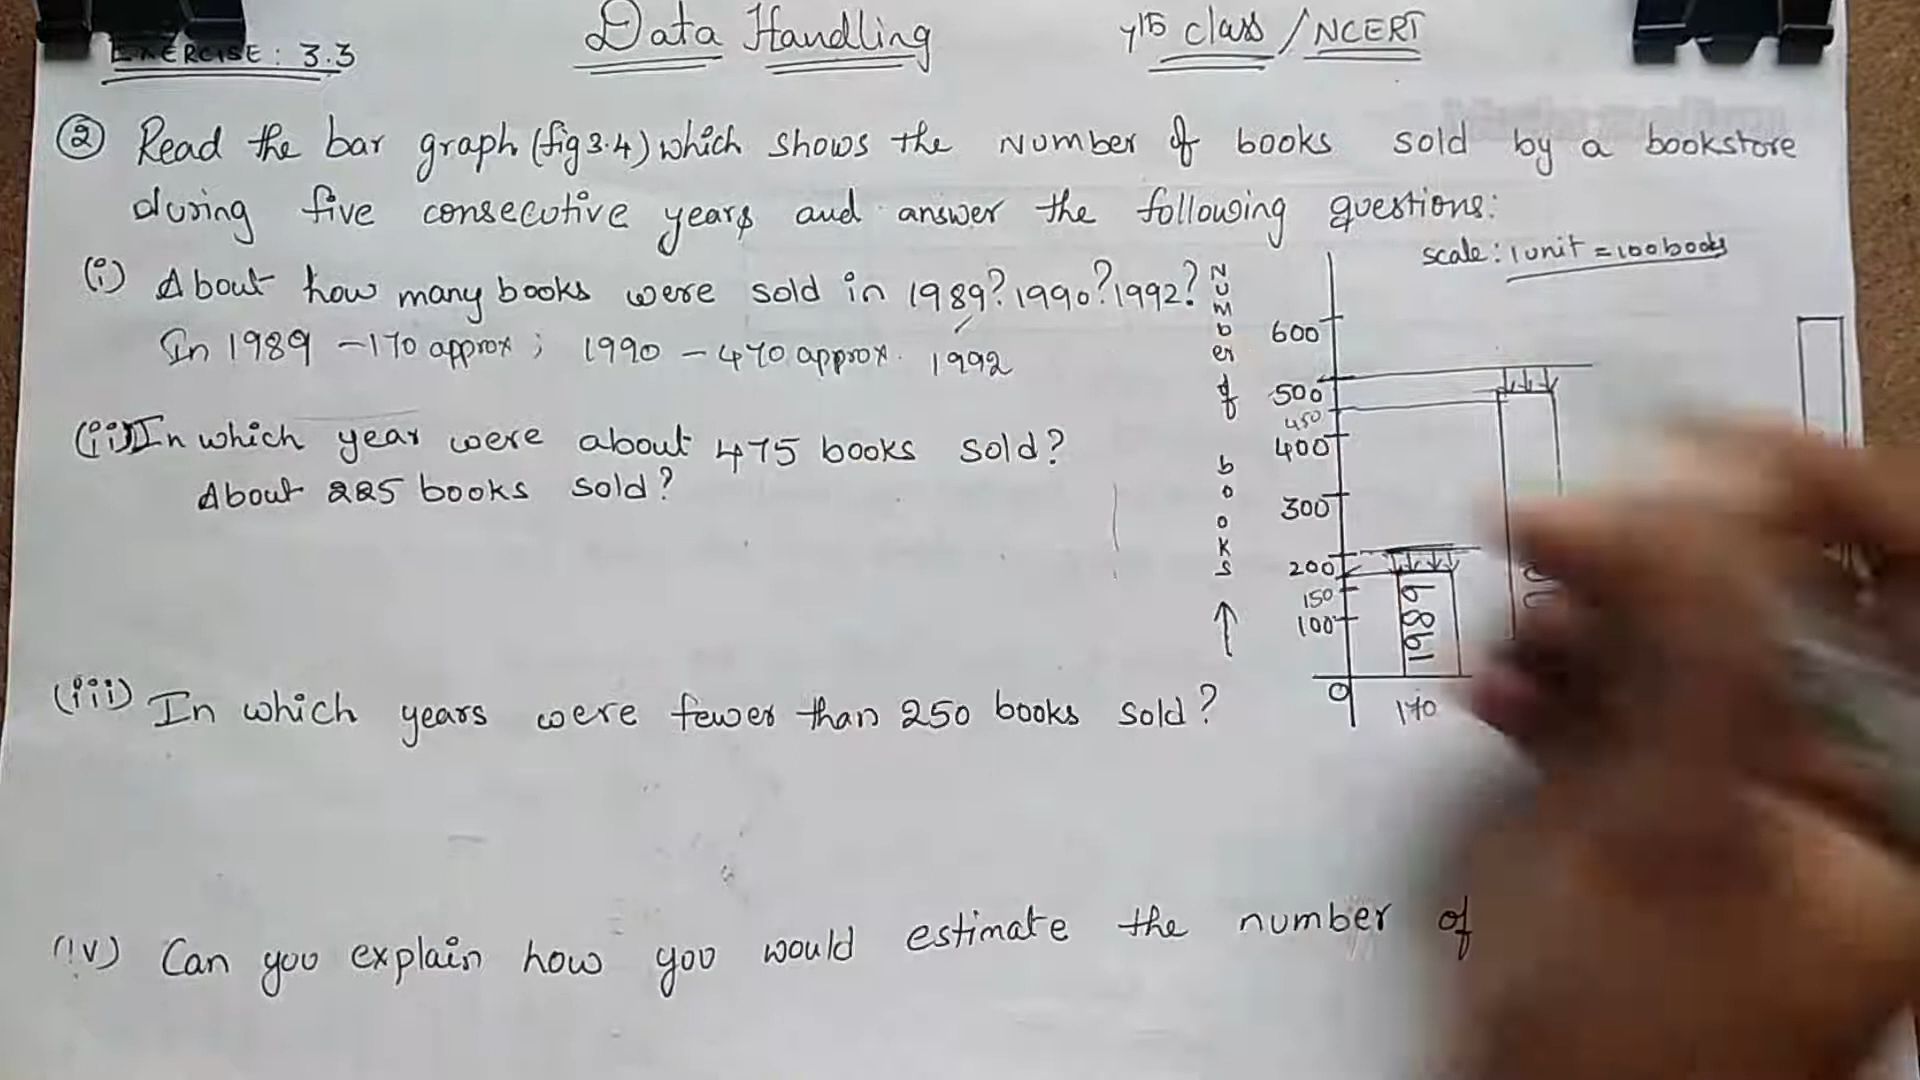 EXERCISE : 3.3
Data Handling
7th class / NCERT
② Read the bar graph (fig 3.4) which shows the Number of books sold by a bookstore
during five consecutive years and answer the following questions:
scale : 1 unit = 100 books
(i) About how many books were sold in 1989? 1990? 1992?
In 1989 - 170 approx ; 1990 - 470 approx. 1992
(ii) In which year were about 475 books sold?
About 225 books sold?
(iii) In which years were fewer than 250 books sold?
(iv) Can you explain how you would estimate the number of
Number of books
600
500
450
400
300
200
150
100
0
1989
170